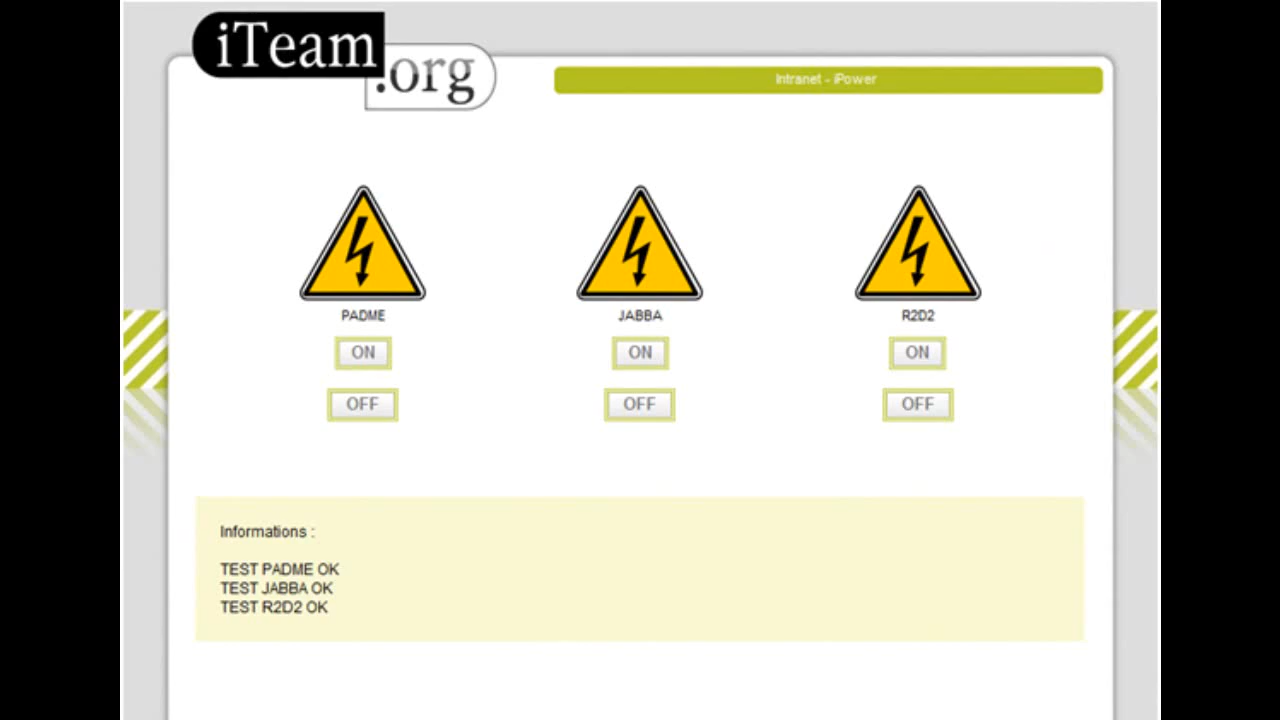 iTeam
.org
Intranet - iPower
PADME JABBA R2D2
ON ON ON
OFF OFF OFF
Informations :
TEST PADME OK
TEST JABBA OK
TEST R2D2 OK